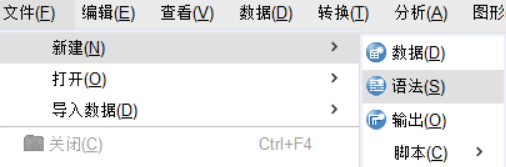 文件(F) 编辑(E) 查看(V) 数据(D) 转换(T) 分析(A) 图形
新建(N) 数据(D)
打开(O) 语法(S)
导入数据(D) 输出(O)
关闭(C) Ctrl+F4 脚本(C)